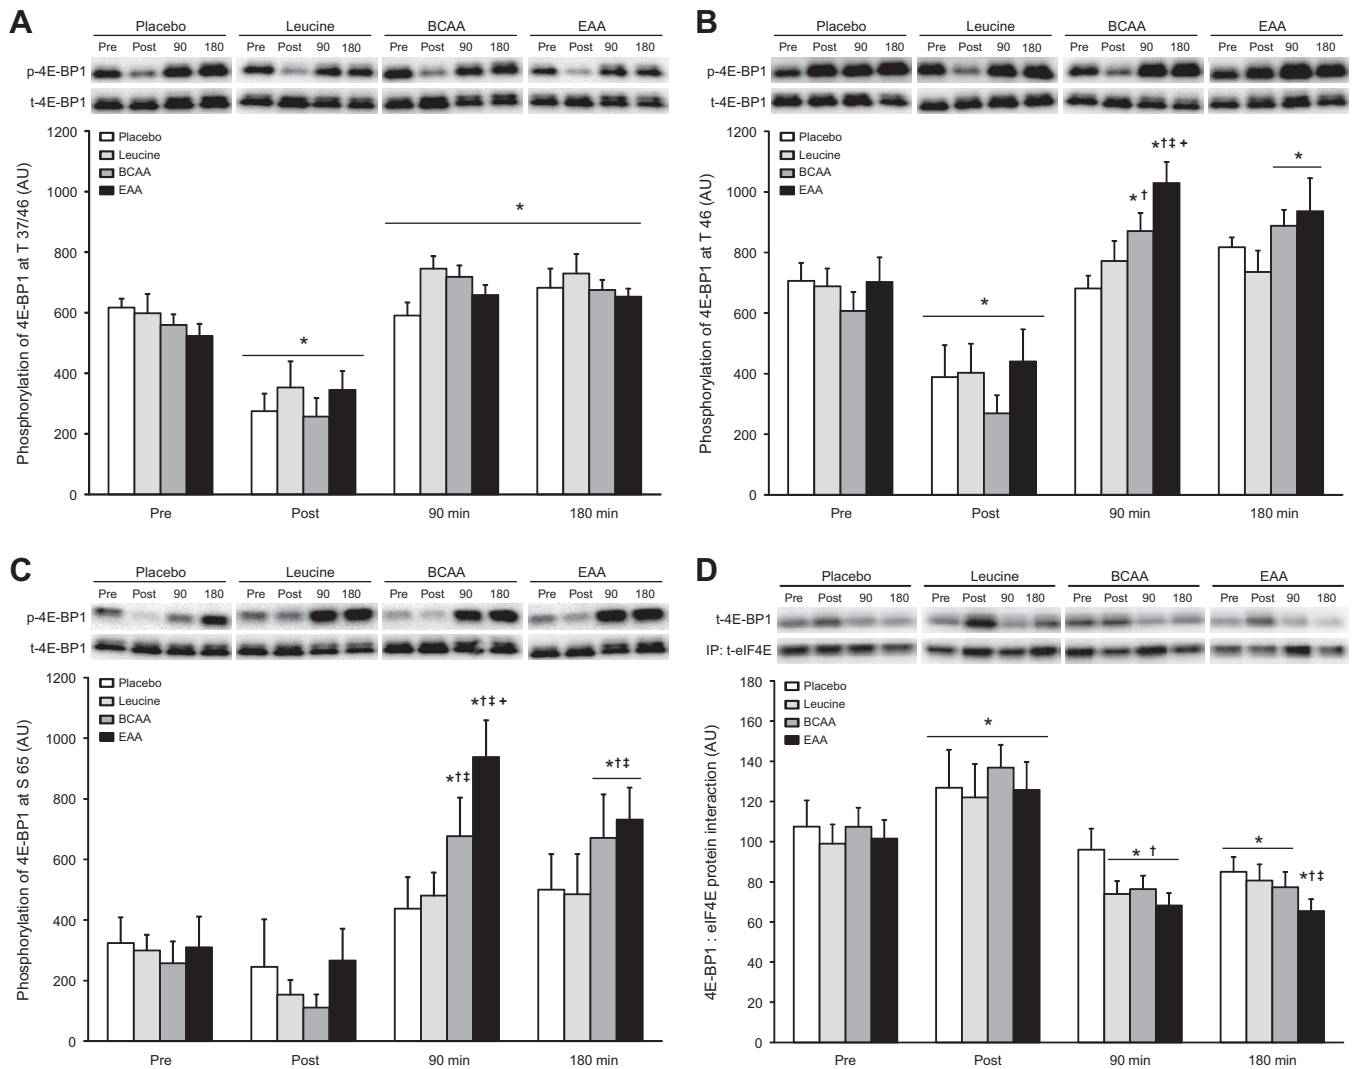 A
Placebo Leucine BCAA EAA
Pre Post 90 180 Pre Post 90 180 Pre Post 90 180 Pre Post 90 180
p-4E-BP1
t-4E-BP1
Phosphorylation of 4E-BP1 at T 37/46 (AU)
1200
1000
800
600
400
200
0
Placebo
Leucine
BCAA
EAA
*
*
Pre Post 90 min 180 min
B
Placebo Leucine BCAA EAA
Pre Post 90 180 Pre Post 90 180 Pre Post 90 180 Pre Post 90 180
p-4E-BP1
t-4E-BP1
Phosphorylation of 4E-BP1 at T 46 (AU)
1200
1000
800
600
400
200
0
Placebo
Leucine
BCAA
EAA
*
*†
*†‡ +
*
Pre Post 90 min 180 min
C
Placebo Leucine BCAA EAA
Pre Post 90 180 Pre Post 90 180 Pre Post 90 180 Pre Post 90 180
p-4E-BP1
t-4E-BP1
Phosphorylation of 4E-BP1 at S 65 (AU)
1200
1000
800
600
400
200
0
Placebo
Leucine
BCAA
EAA
*†‡
*†‡ +
*†‡
Pre Post 90 min 180 min
D
Placebo Leucine BCAA EAA
Pre Post 90 180 Pre Post 90 180 Pre Post 90 180 Pre Post 90 180
t-4E-BP1
IP: t-eIF4E
4E-BP1 : eIF4E protein interaction (AU)
180
160
140
120
100
80
60
40
20
0
Placebo
Leucine
BCAA
EAA
*
* †
*
*†‡
Pre Post 90 min 180 min